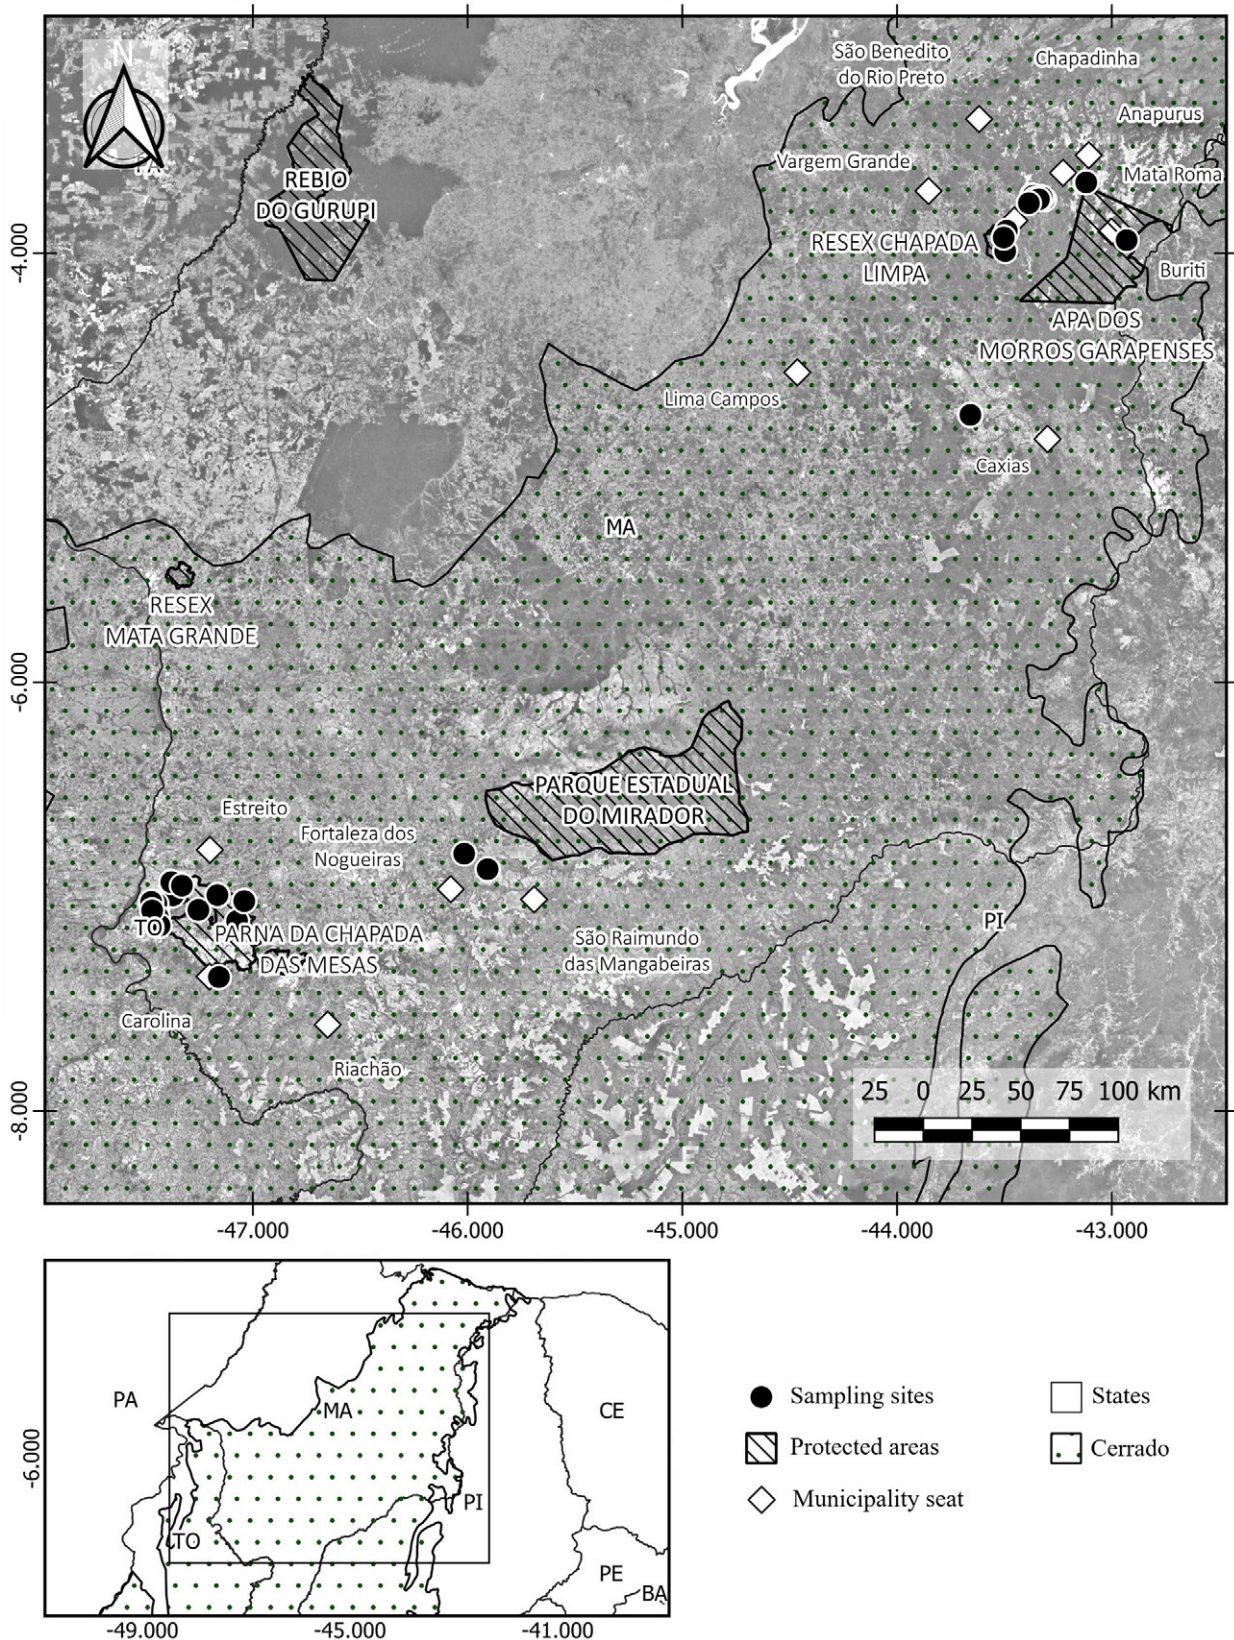 N
São Benedito
do Rio Preto
Chapadinha
Anapurus
Vargem Grande
Mata Roma
REBIO
DO GURUPI
-4.000
RESEX CHAPADA
LIMPA
Buriti
APA DOS
MORROS GARAPENSES
Lima Campos
Caxias
MA
RESEX
MATA GRANDE
-6.000
PARQUE ESTADUAL
DO MIRADOR
Estreito
Fortaleza dos
Nogueiras
TO
PARNA DA CHAPADA
DAS MESAS
São Raimundo
das Mangabeiras
PI
Carolina
Riachão
-8.000
25 0 25 50 75 100 km
-47.000 -46.000 -45.000 -44.000 -43.000
PA
MA
CE
-6.000
PI
TO
PE
BA
-49.000 -45.000 -41.000
Sampling sites
States
Protected areas
Cerrado
Municipality seat